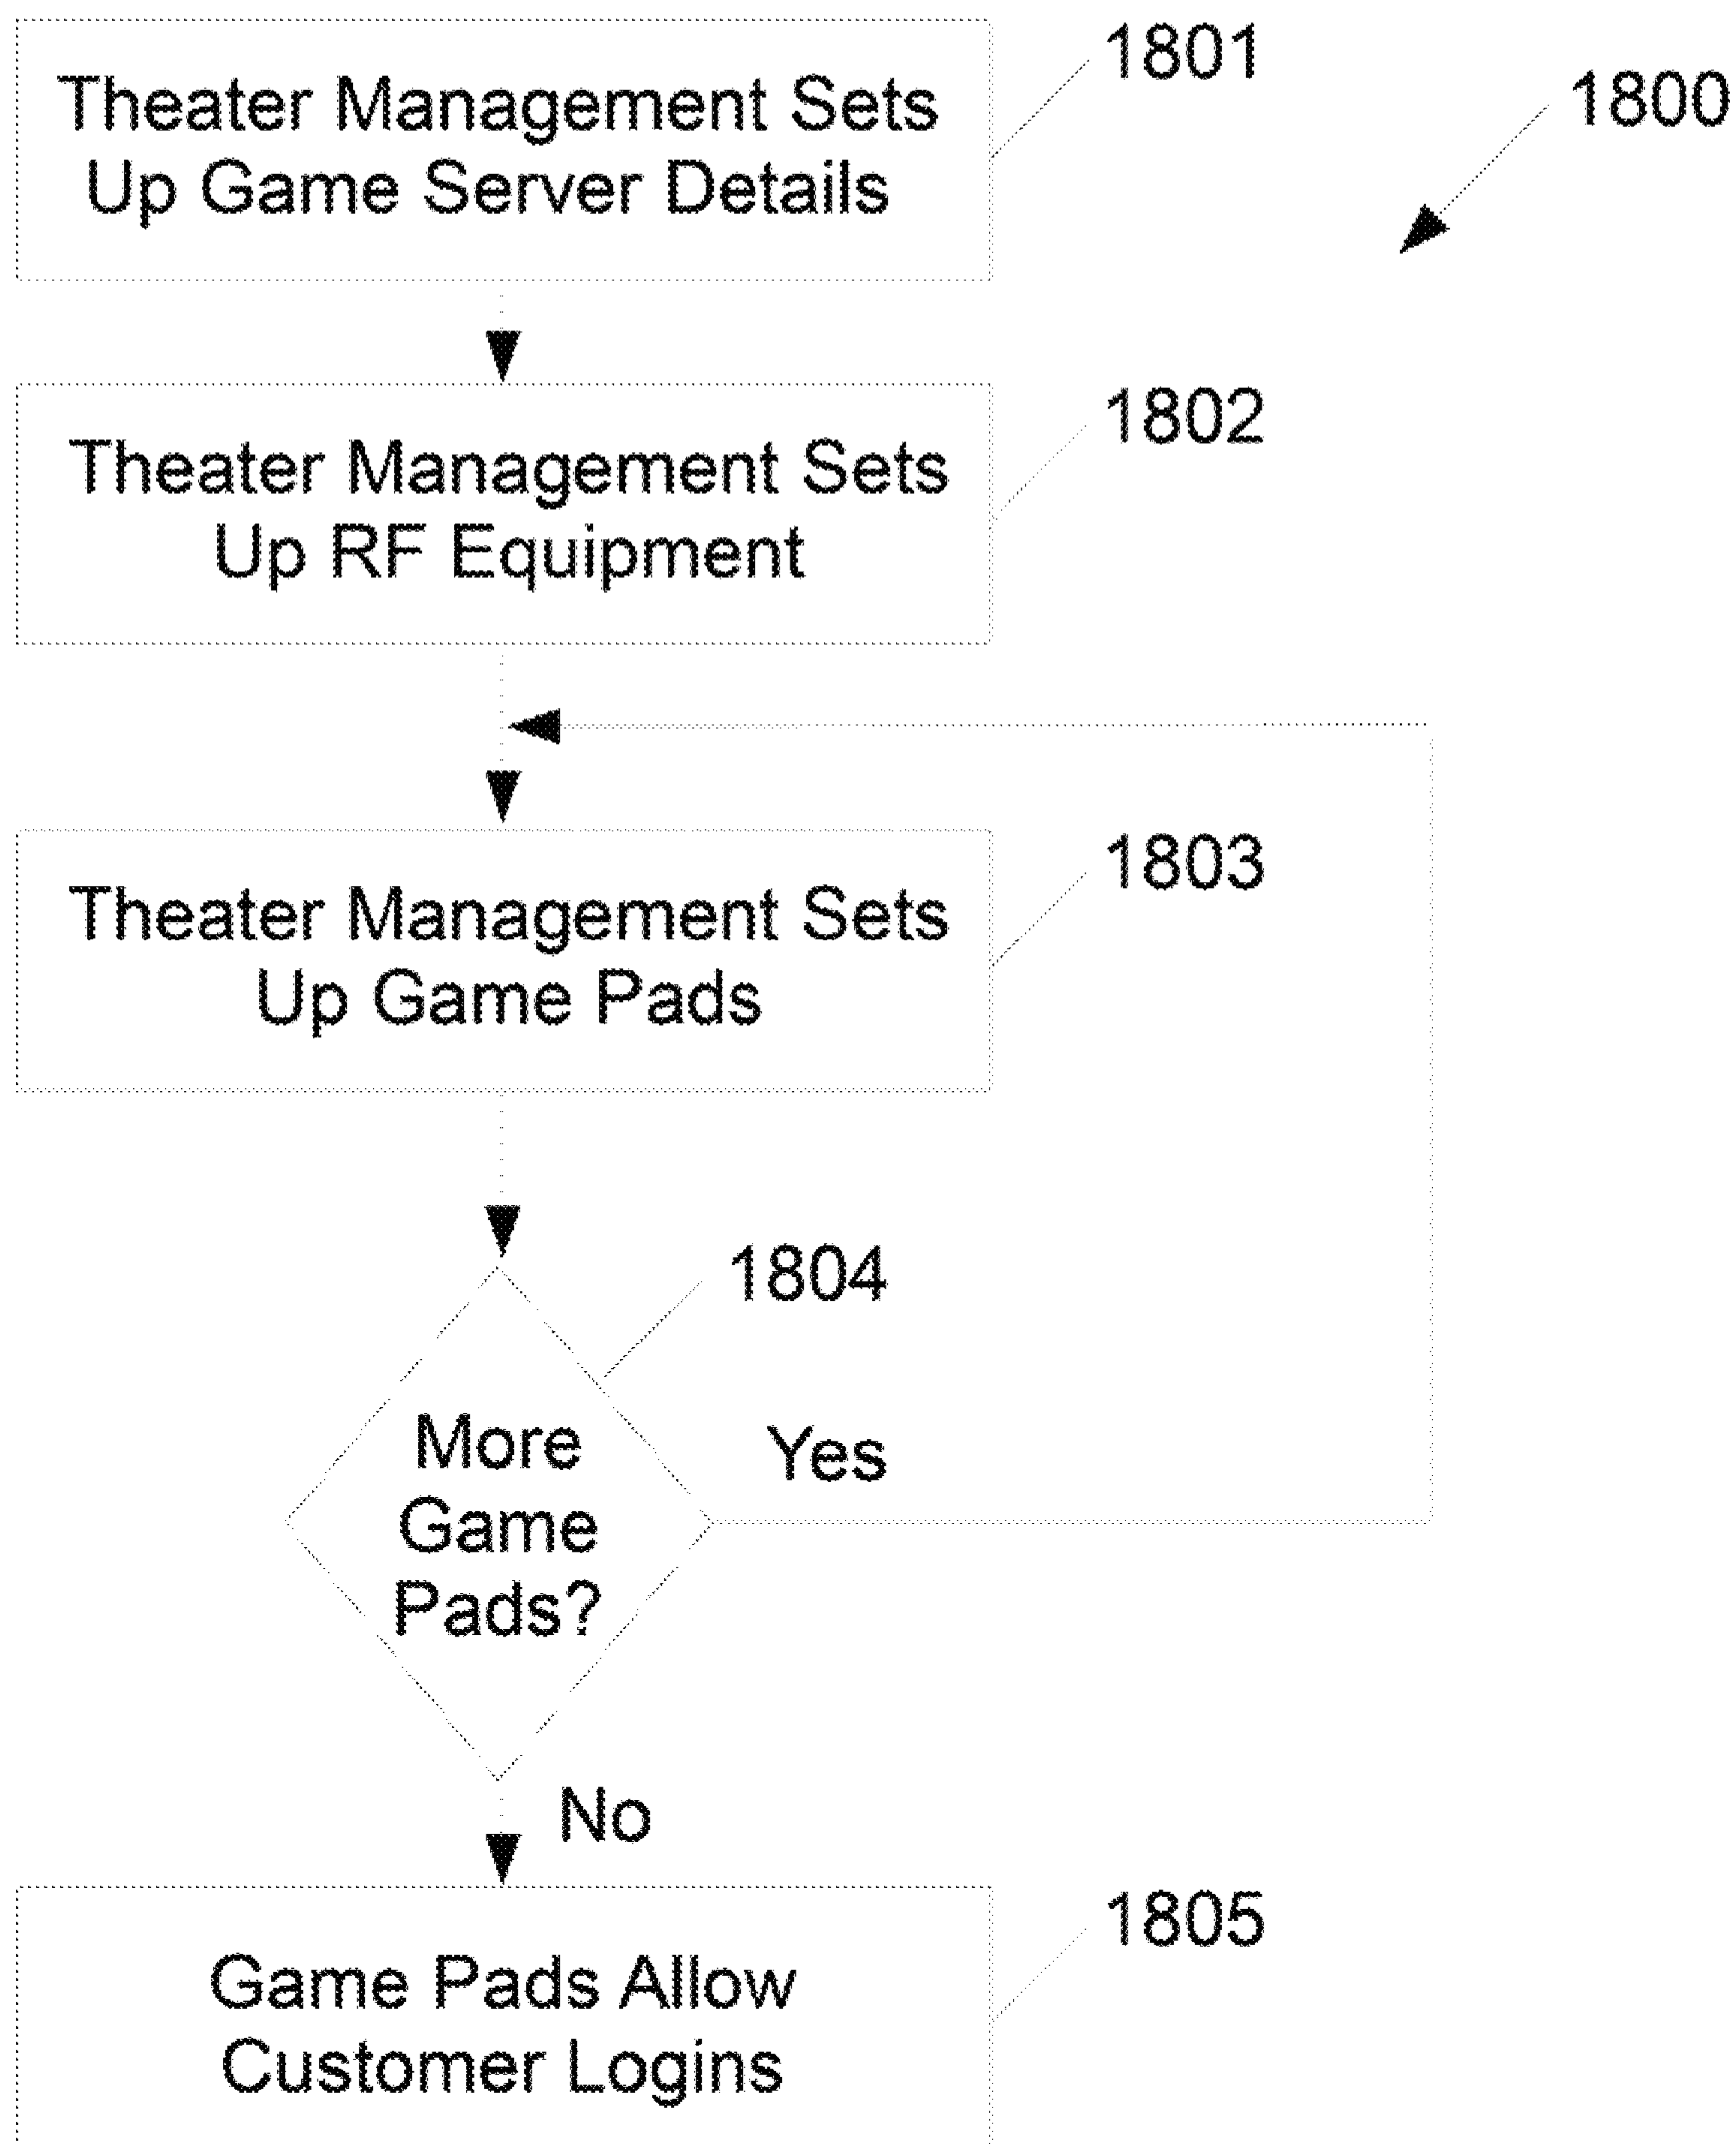 1801
1800
Theater Management Sets
Up Game Server Details
1802
Theater Management Sets
Up RF Equipment
1803
Theater Management Sets
Up Game Pads
1804
More
Game
Pads?
Yes
No
1805
Game Pads Allow
Customer Logins